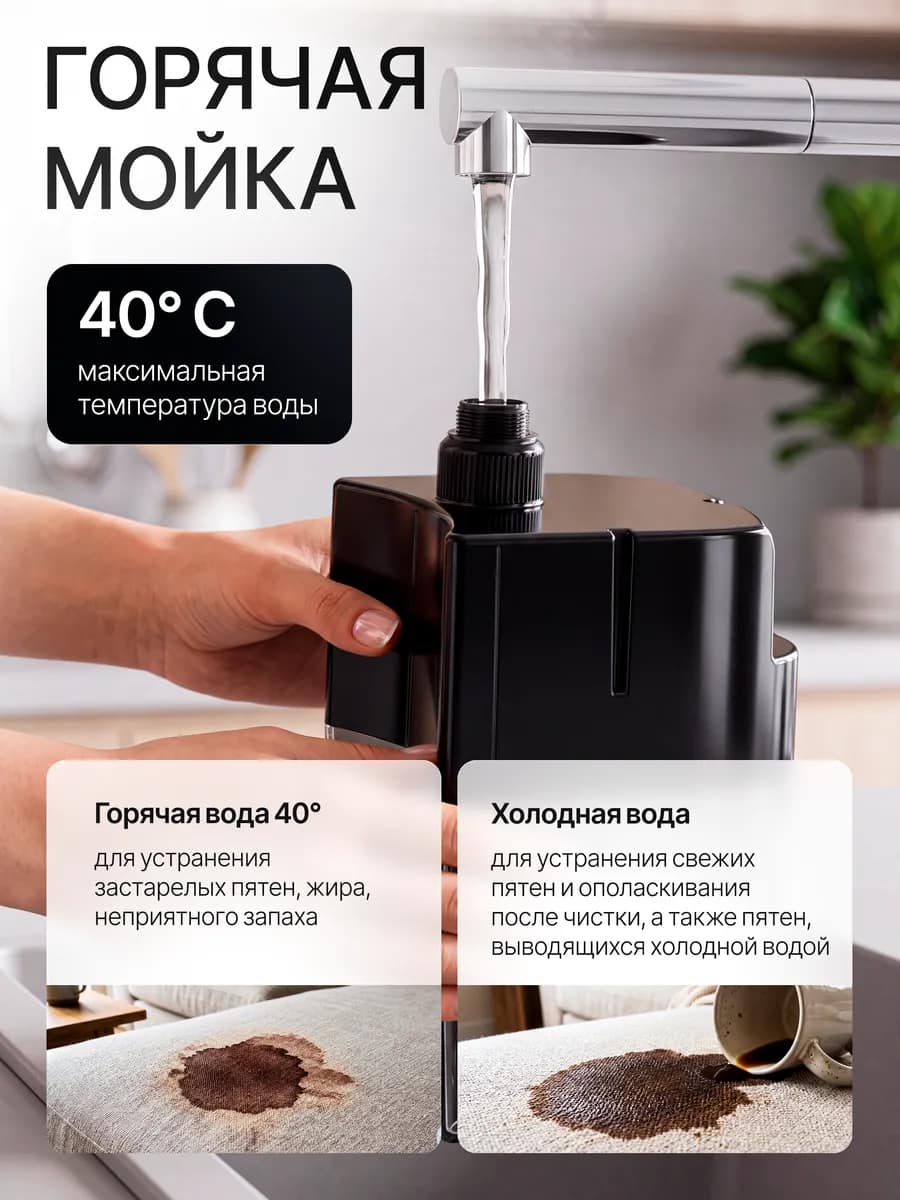 ГОРЯЧАЯ
МОЙКА
40° С
максимальная
температура воды
Горячая вода 40°
для устранения
застарелых пятен, жира,
неприятного запаха
Холодная вода
для устранения свежих
пятен и ополаскивания
после чистки, а также пятен,
выводящихся холодной водой